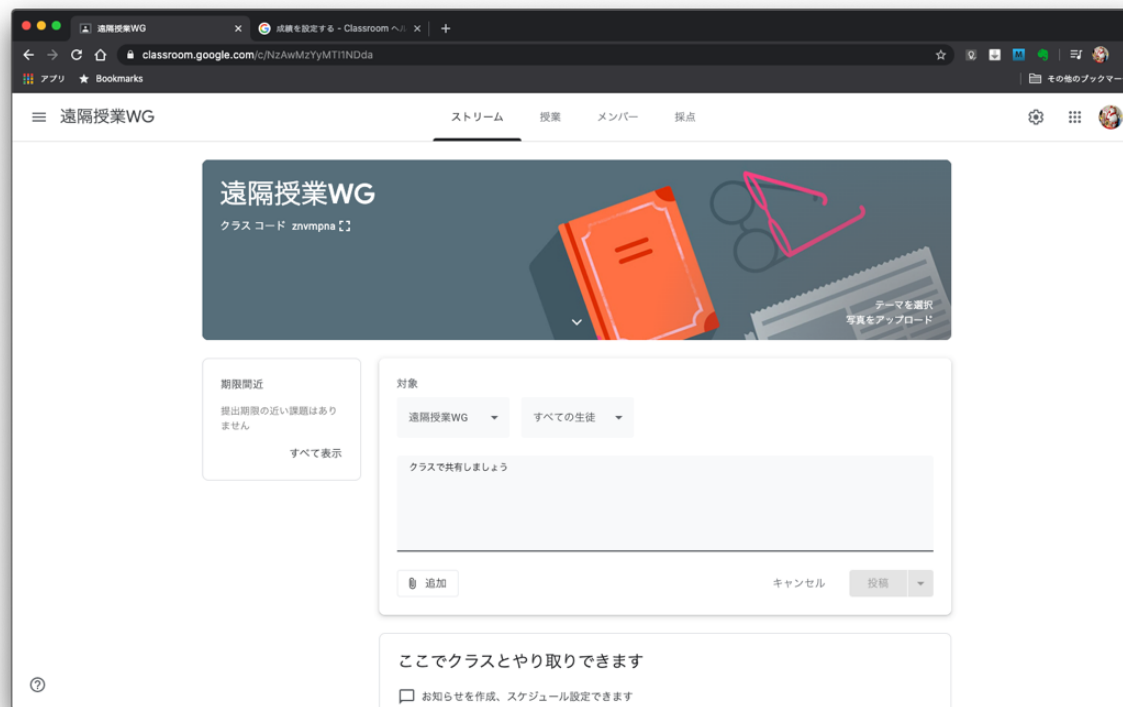 遠隔授業WG
成績を設定する - Classroom ヘル
classroom.google.com/c/NzAwMzYyMTI1NDda
アプリ
Bookmarks
その他のブックマー
遠隔授業WG
ストリーム
授業
メンバー
採点
遠隔授業WG
クラス コード znvmpna
テーマを選択
写真をアップロード
期限間近
提出期限の近い課題はあり
ません
すべて表示
対象
遠隔授業WG
すべての生徒
クラスで共有しましょう
追加
キャンセル
投稿
ここでクラスとやり取りできます
お知らせを作成、スケジュール設定できます